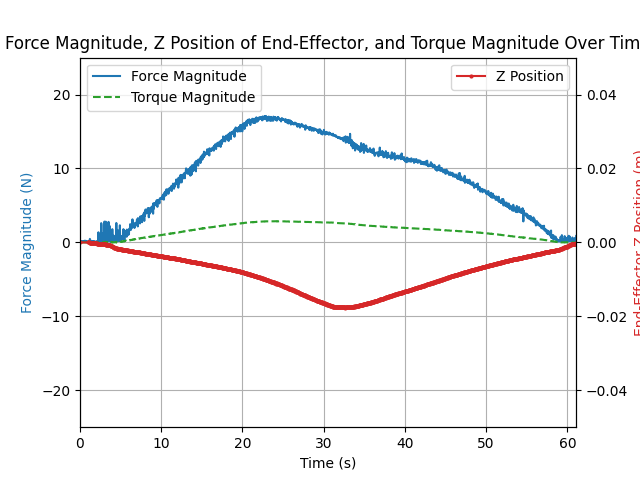 Force Magnitude, Z Position of End-Effector, and Torque Magnitude Over Tim
Force Magnitude
Torque Magnitude
Z Position
20
10
0
−10
−20
0.04
0.02
0.00
−0.02
−0.04
Force Magnitude (N)
End-Effector Z Position (m)
0 10 20 30 40 50 60
Time (s)